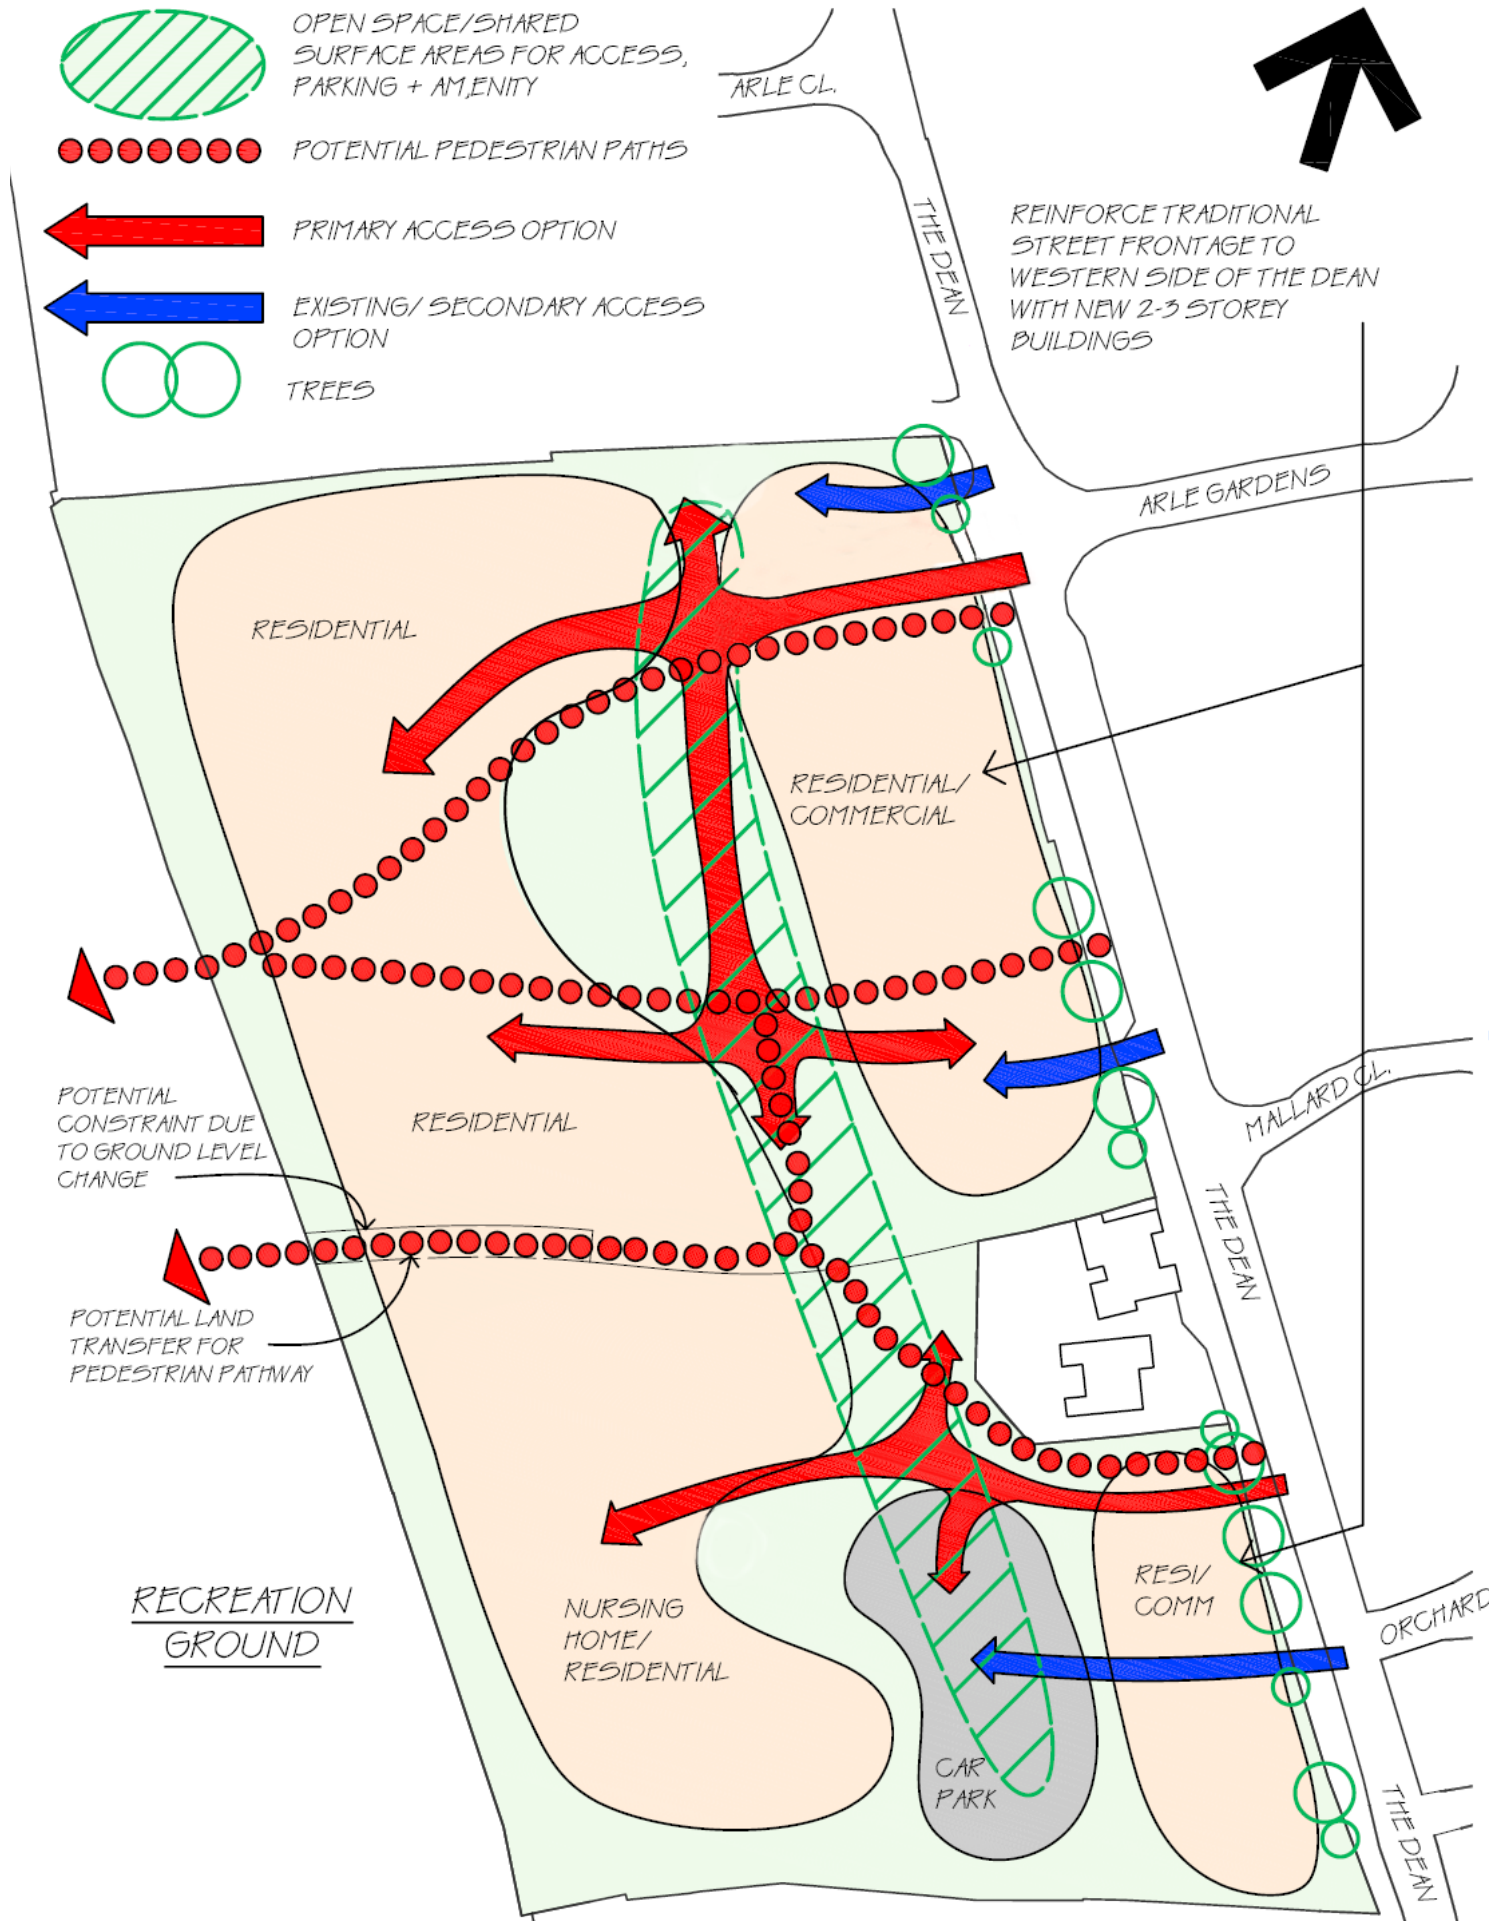 OPEN SPACE/SHARED
SURFACE AREAS FOR ACCESS,
PARKING + AM,ENITY
POTENTIAL PEDESTRIAN PATHS
PRIMARY ACCESS OPTION
EXISTING/ SECONDARY ACCESS
OPTION
TREES
ARLE CL.
THE DEAN
REINFORCE TRADITIONAL
STREET FRONTAGE TO
WESTERN SIDE OF THE DEAN
WITH NEW 2-3 STOREY
BUILDINGS
ARLE GARDENS
RESIDENTIAL
RESIDENTIAL/
COMMERCIAL
POTENTIAL
CONSTRAINT DUE
TO GROUND LEVEL
CHANGE
RESIDENTIAL
MALLARD CL.
THE DEAN
POTENTIAL LAND
TRANSFER FOR
PEDESTRIAN PATHWAY
RECREATION
GROUND
NURSING
HOME/
RESIDENTIAL
RESI/
COMM
ORCHARD
CAR
PARK
THE DEAN